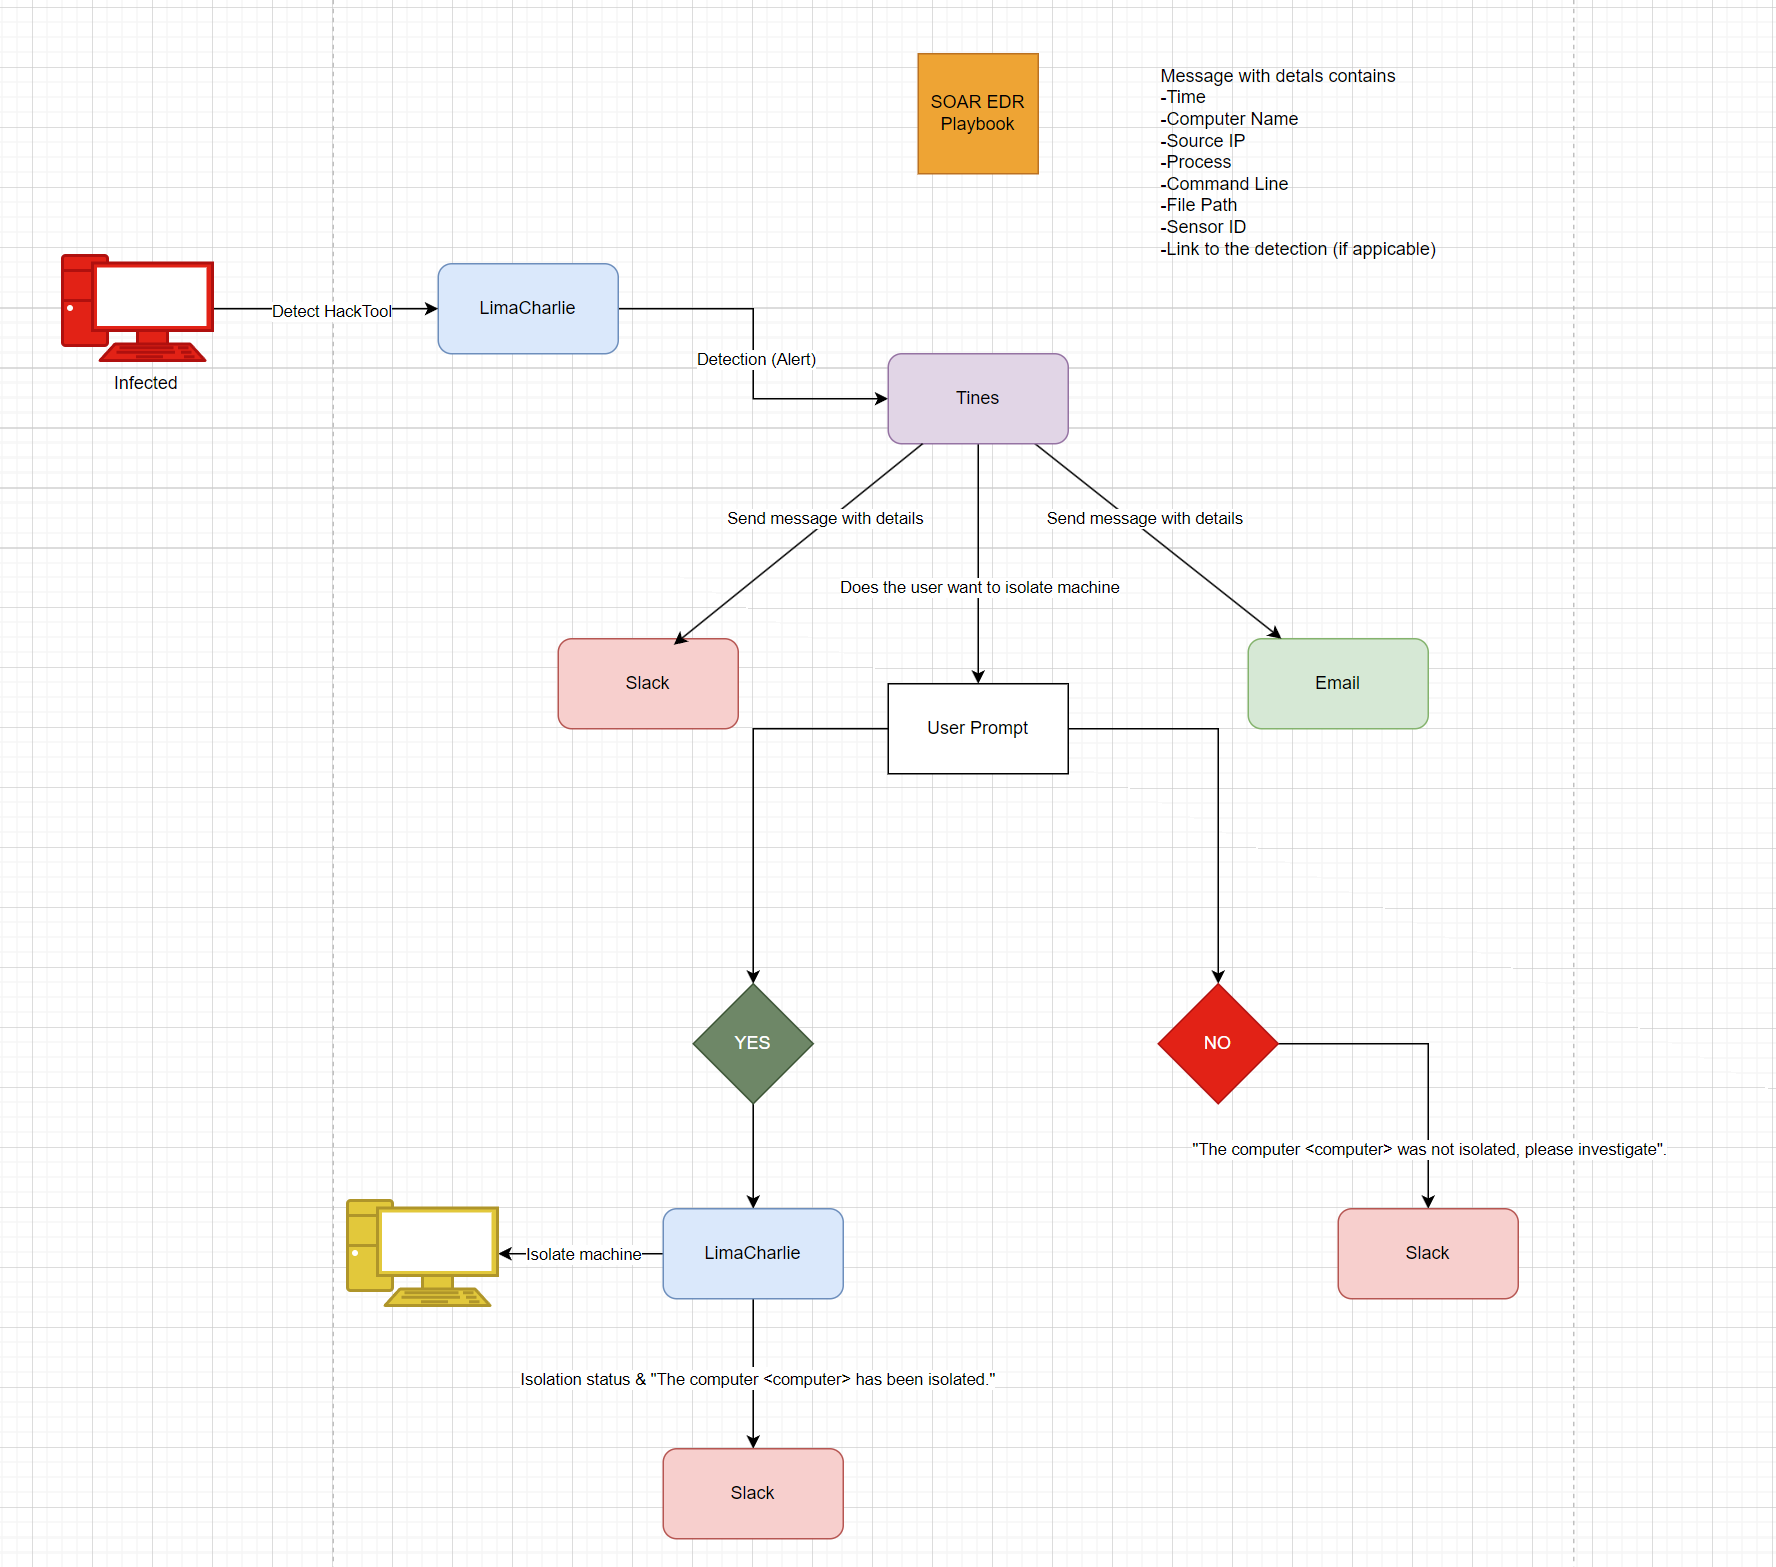 SOAR EDR
Playbook
Message with detals contains
-Time
-Computer Name
-Source IP
-Process
-Command Line
-File Path
-Sensor ID
-Link to the detection (if appicable)
Detect HackTool
LimaCharlie
Infected
Detection (Alert)
Tines
Send message with details
Send message with details
Does the user want to isolate machine
Slack
User Prompt
Email
YES
NO
"The computer <computer> was not isolated, please investigate".
Isolate machine
LimaCharlie
Slack
Isolation status & "The computer <computer> has been isolated."
Slack